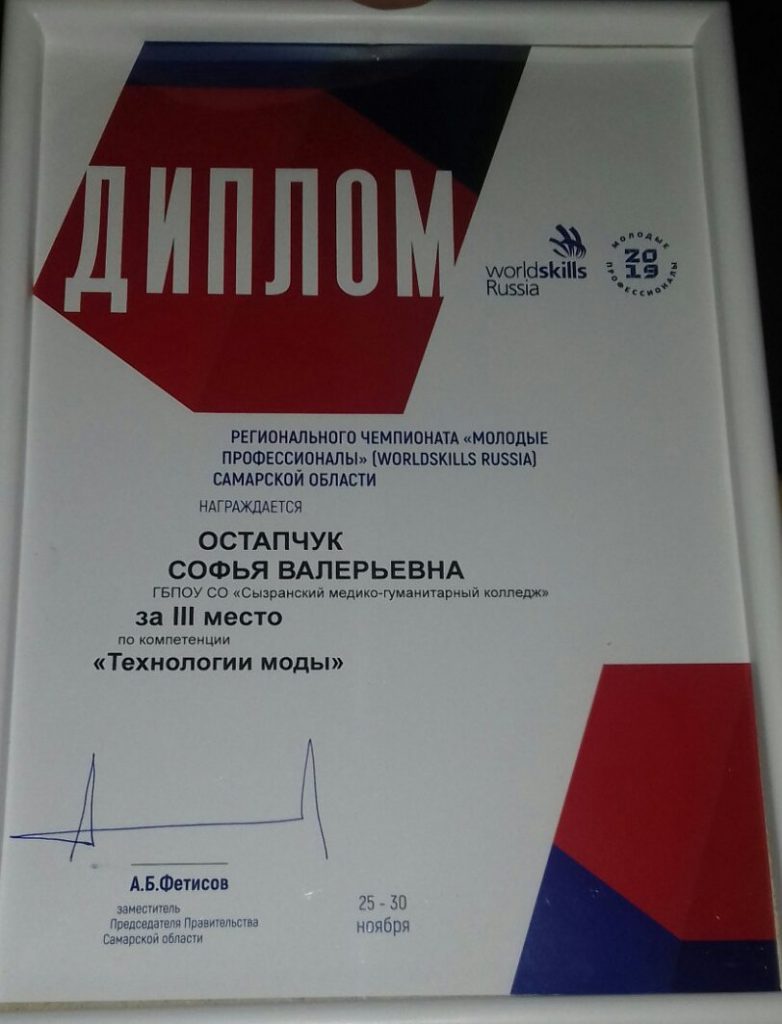 ДИПЛОМ
worldskills
Russia
МОЛОДЫЕ
20
19
ПРОФЕССИОНАЛЫ
РЕГИОНАЛЬНОГО ЧЕМПИОНАТА «МОЛОДЫЕ
ПРОФЕССИОНАЛЫ» (WORLDSKILLS RUSSIA)
САМАРСКОЙ ОБЛАСТИ
НАГРАЖДАЕТСЯ
ОСТАПЧУК
СОФЬЯ ВАЛЕРЬЕВНА
ГБПОУ СО «Сызранский медико-гуманитарный колледж»
за III место
по компетенции
«Технологии моды»
А.Б.Фетисов
заместитель
Председателя Правительства
Самарской области
25 - 30
ноября